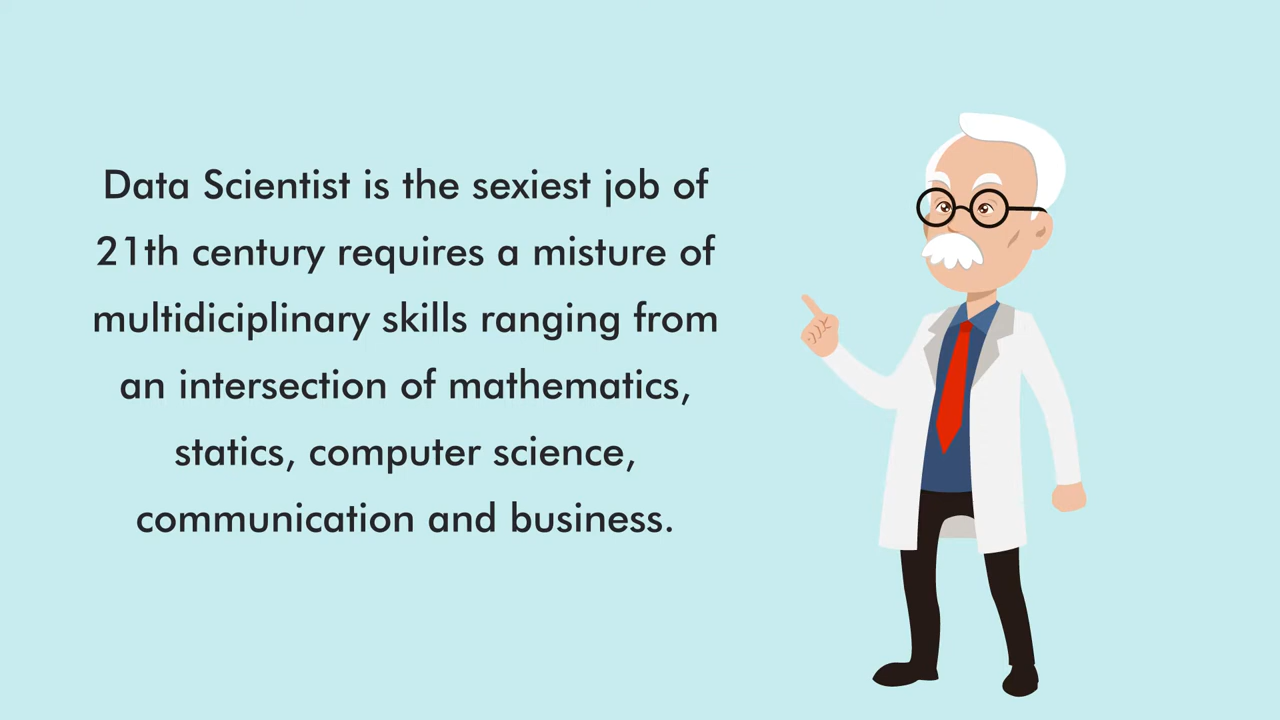 Data Scientist is the sexiest job of
21th century requires a misture of
multidiciplinary skills ranging from
an intersection of mathematics,
statics, computer science,
communication and business.